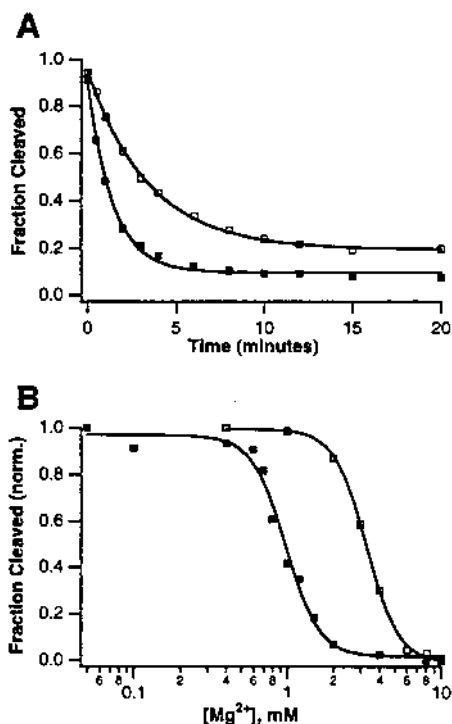 A
1.0
0.8
0.6
0.4
0.2
0.0
Fraction Cleaved
0 5 10 15 20
Time (minutes)
B
1.0
0.8
0.6
0.4
0.2
0.0
Fraction Cleaved (norm.)
6 8 0.1 2 4 6 8 1 2 4 6 8 10
[Mg²⁺], mM